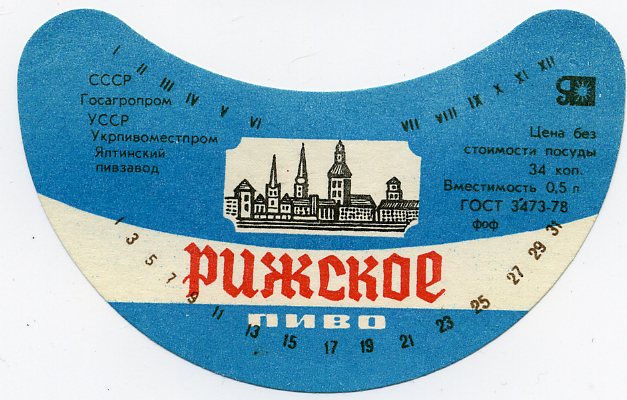 I II III IV V VI VII VIII IX X XI XII
СССР
Госагропром
УССР
Укрпивоместпром
Ялтинский
пивзавод
Цена без
стоимости посуды
34 коп.
Вместимость 0,5 л
ГОСТ 3473-78
фоф
РИЖСКОЕ
ПИВО
1 3 5 7 9 11 13 15 17 19 21 23 25 27 29 31